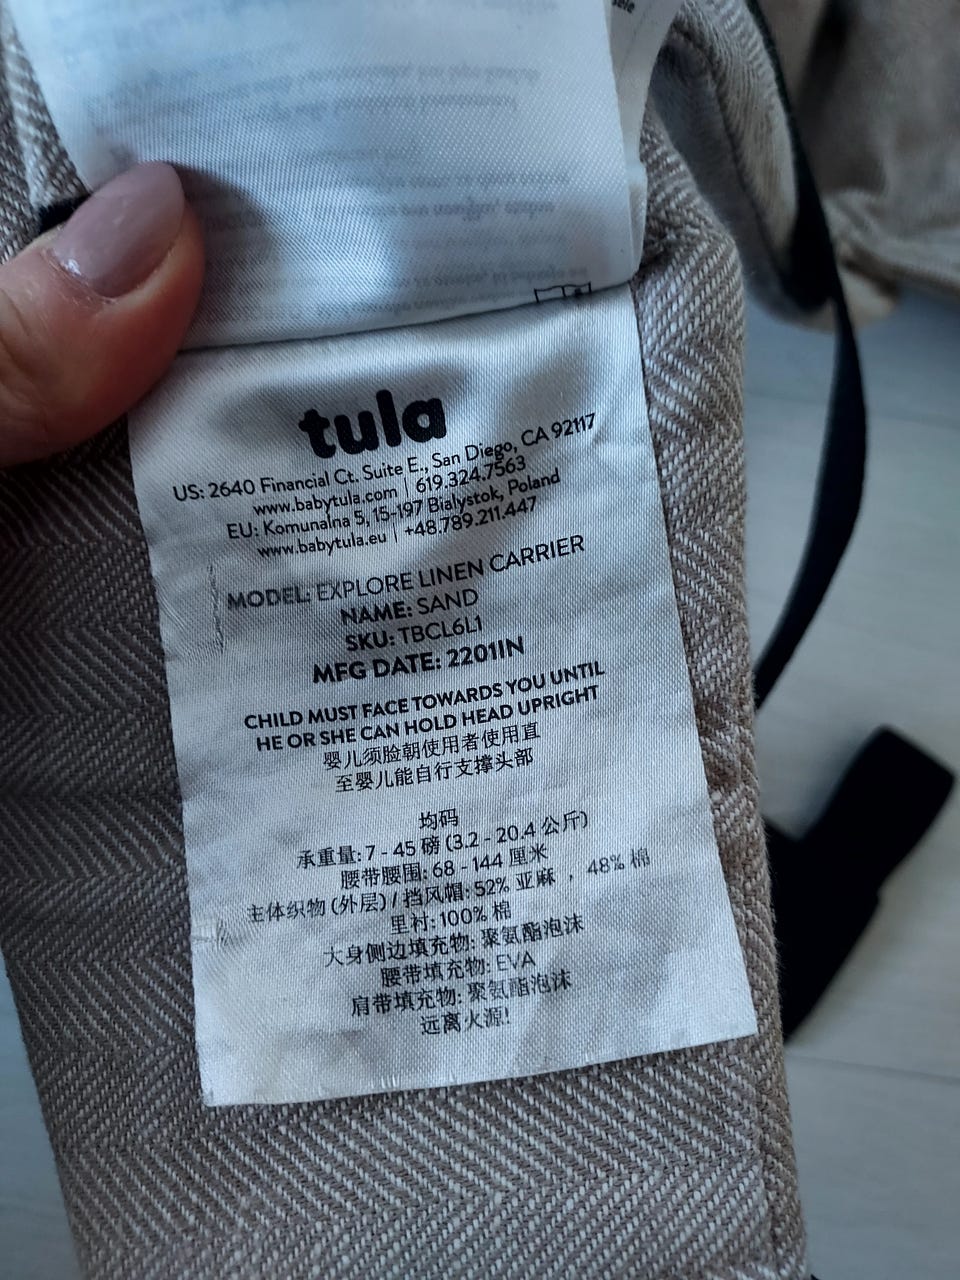 tula
US: 2640 Financial Ct. Suite E., San Diego, CA 92117
www.babytula.com | 619.324.7563
EU: Komunalna 5, 15-197 Bialystok, Poland
www.babytula.eu | +48.789.211.447
MODEL: EXPLORE LINEN CARRIER
NAME: SAND
SKU: TBCL6L1
MFG DATE: 2201IN
CHILD MUST FACE TOWARDS YOU UNTIL
HE OR SHE CAN HOLD HEAD UPRIGHT
婴儿须脸朝使用者使用直
至婴儿能自行支撑头部
均码
承重量: 7 - 45 磅 (3.2 - 20.4 公斤)
腰带腰围: 68 - 144 厘米
主体织物 (外层) / 挡风帽: 52% 亚麻 , 48% 棉
里衬: 100% 棉
大身侧边填充物: 聚氨酯泡沫
腰带填充物: EVA
肩带填充物: 聚氨酯泡沫
远离火源!